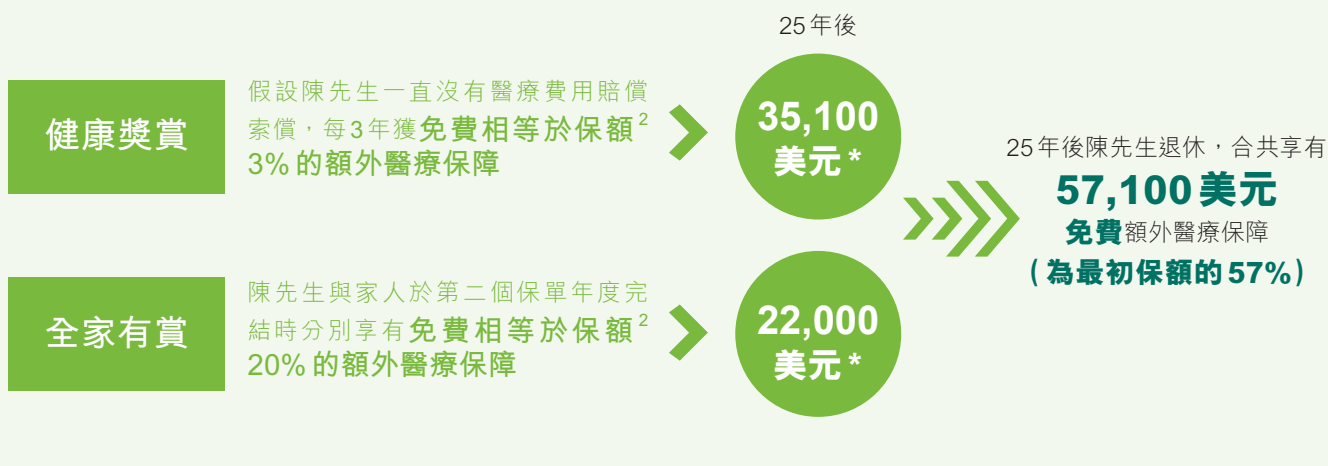 25年後
健康獎賞
假設陳先生一直沒有醫療費用賠償
索償，每3年獲免費相等於保額2
3%的額外醫療保障
35,100
美元*
全家有賞
陳先生與家人於第二個保單年度完
結時分別享有免費相等於保額2
20%的額外醫療保障
22,000
美元*
25年後陳先生退休，合共享有
57,100美元
免費額外醫療保障
(為最初保額的57%)